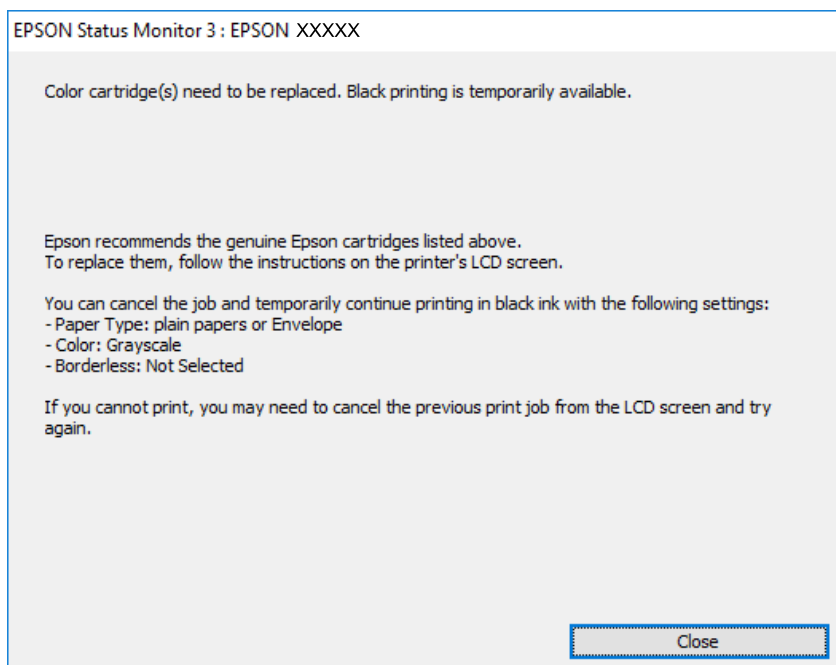 EPSON Status Monitor 3 : EPSON XXXXX
Color cartridge(s) need to be replaced. Black printing is temporarily available.
Epson recommends the genuine Epson cartridges listed above.
To replace them, follow the instructions on the printer's LCD screen.
You can cancel the job and temporarily continue printing in black ink with the following settings:
- Paper Type: plain papers or Envelope
- Color: Grayscale
- Borderless: Not Selected
If you cannot print, you may need to cancel the previous print job from the LCD screen and try
again.
Close